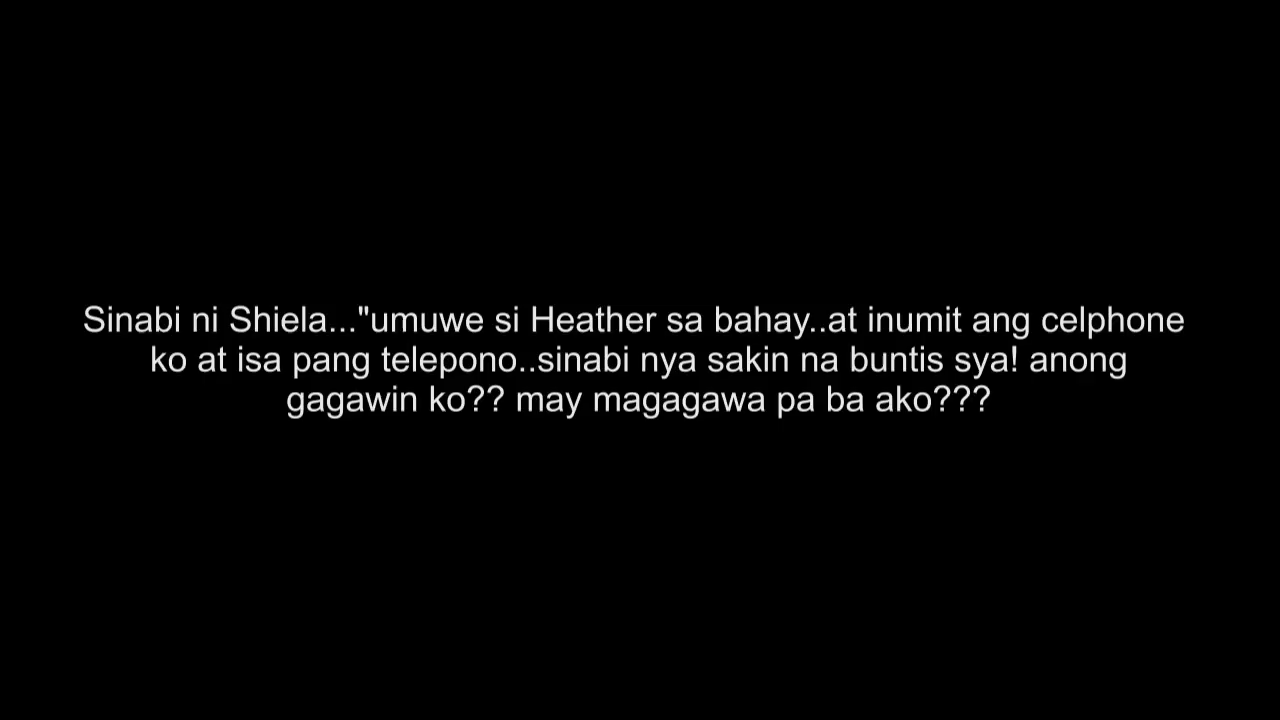 Sinabi ni Shiela..."umuwe si Heather sa bahay..at inumit ang celphone
ko at isa pang telepono..sinabi nya sakin na buntis sya! anong
gagawin ko?? may magagawa pa ba ako???